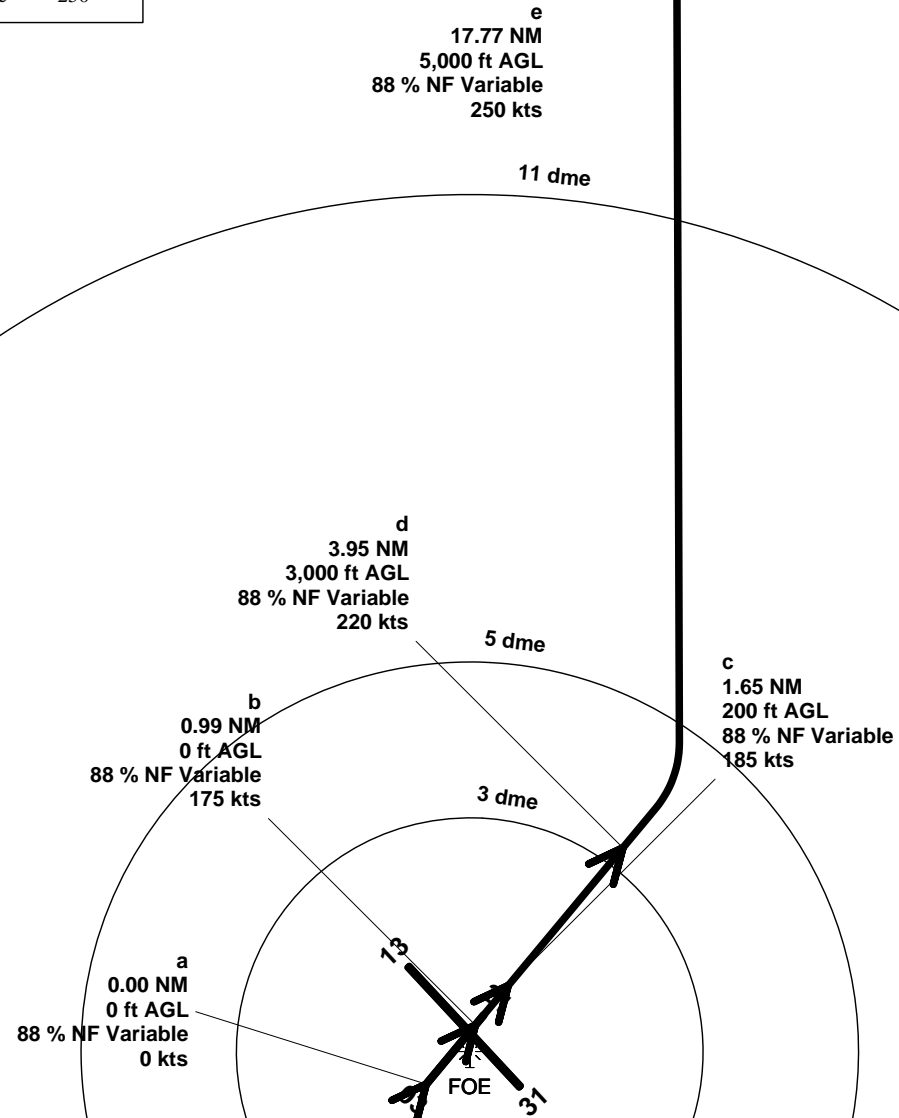 e
17.77 NM
5,000 ft AGL
88 % NF Variable
250 kts
11 dme
d
3.95 NM
3,000 ft AGL
88 % NF Variable
220 kts
5 dme
c
1.65 NM
200 ft AGL
88 % NF Variable
185 kts
b
0.99 NM
0 ft AGL
88 % NF Variable
175 kts
3 dme
13
a
0.00 NM
0 ft AGL
88 % NF Variable
0 kts
FOE
31